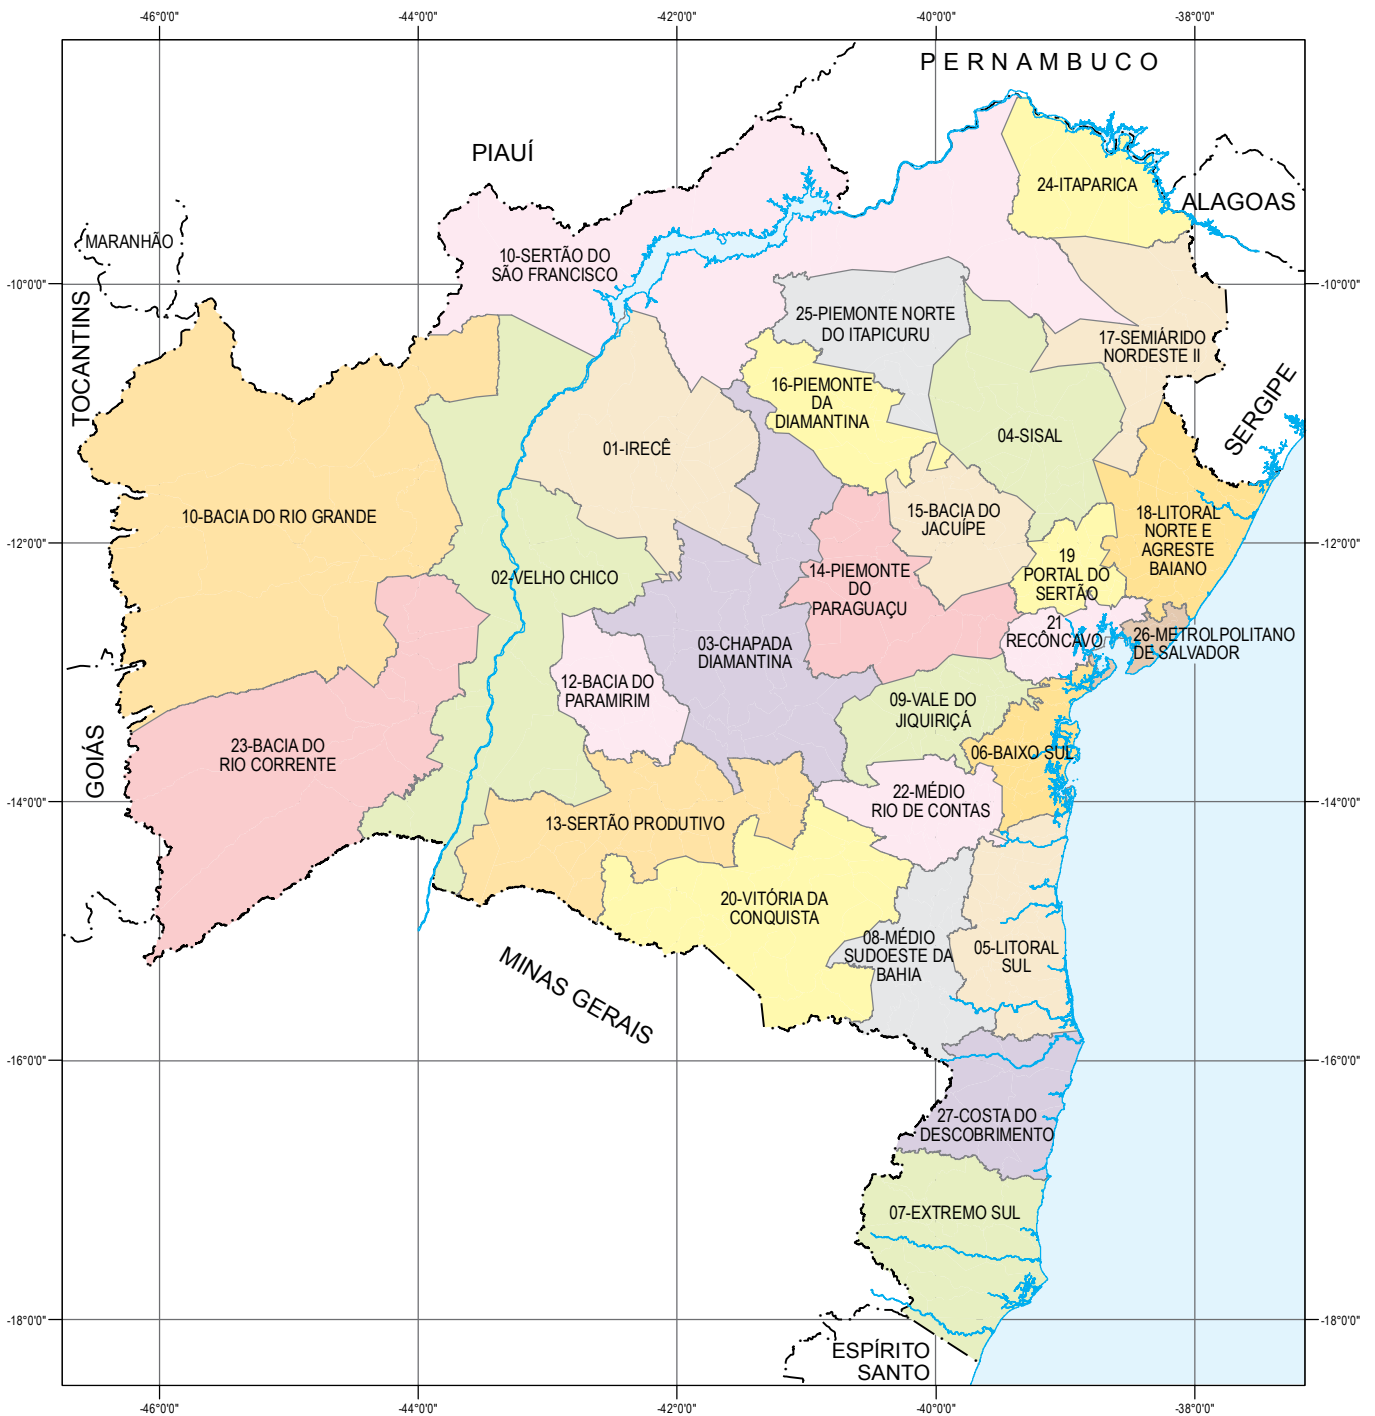 -46°0'0"
-44°0'0"
-42°0'0"
-40°0'0"
-38°0'0"
PERNAMBUCO
PIAUÍ
24-ITAPARICA
ALAGOAS
MARANHÃO
10-SERTÃO DO
SÃO FRANCISCO
-10°0'0"
-10°0'0"
TOCANTINS
25-PIEMONTE NORTE
DO ITAPICURU
17-SEMIÁRIDO
NORDESTE II
16-PIEMONTE
DA
DIAMANTINA
SERGIPE
04-SISAL
01-IRECÊ
10-BACIA DO RIO GRANDE
15-BACIA DO
JACUÍPE
18-LITORAL
NORTE E
AGRESTE
BAIANO
-12°0'0"
-12°0'0"
19
PORTAL DO
SERTÃO
02-VELHO CHICO
14-PIEMONTE
DO
PARAGUAÇU
21
RECÔNCAVO
26-METROLPOLITANO
DE SALVADOR
03-CHAPADA
DIAMANTINA
12-BACIA DO
PARAMIRIM
09-VALE DO
JIQUIRIÇÁ
GOIÁS
23-BACIA DO
RIO CORRENTE
06-BAIXO SUL
-14°0'0"
-14°0'0"
22-MÉDIO
RIO DE CONTAS
13-SERTÃO PRODUTIVO
20-VITÓRIA DA
CONQUISTA
08-MÉDIO
SUDOESTE DA
BAHIA
05-LITORAL
SUL
MINAS GERAIS
-16°0'0"
-16°0'0"
27-COSTA DO
DESCOBRIMENTO
07-EXTREMO SUL
-18°0'0"
-18°0'0"
ESPÍRITO
SANTO
-46°0'0"
-44°0'0"
-42°0'0"
-40°0'0"
-38°0'0"